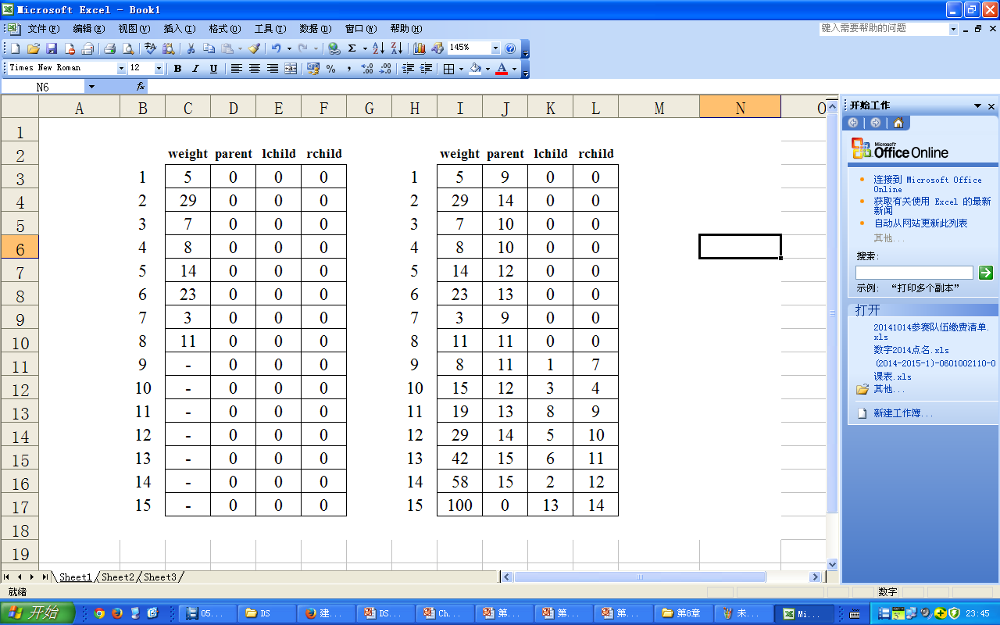 Microsoft Excel - Book1
文件(F) 编辑(E) 视图(V) 插入(I) 格式(O) 工具(T) 数据(D) 窗口(W) 帮助(H) 键入需要帮助的问题
145%
Times New Roman 12 B I U
N6 fx
A B C D E F G H I J K L M N O
1
2 weight parent lchild rchild weight parent lchild rchild
3 1 5 0 0 0 1 5 9 0 0
4 2 29 0 0 0 2 29 14 0 0
5 3 7 0 0 0 3 7 10 0 0
6 4 8 0 0 0 4 8 10 0 0
7 5 14 0 0 0 5 14 12 0 0
8 6 23 0 0 0 6 23 13 0 0
9 7 3 0 0 0 7 3 9 0 0
10 8 11 0 0 0 8 11 11 0 0
11 9 - 0 0 0 9 8 11 1 7
12 10 - 0 0 0 10 15 12 3 4
13 11 - 0 0 0 11 19 13 8 9
14 12 - 0 0 0 12 29 14 5 10
15 13 - 0 0 0 13 42 15 6 11
16 14 - 0 0 0 14 58 15 2 12
17 15 - 0 0 0 15 100 0 13 14
18
19
开始工作
Microsoft
Office Online
连接到 Microsoft Office
Online
获取有关使用 Excel 的最新
新闻
自动从网站更新此列表
其他...
搜索:
示例: “打印多个副本”
打开
20141014参赛队伍缴费清单.
xls
数字2014点名.xls
(2014-2015-1)-0601002110-0
课表.xls
其他...
新建工作簿...
Sheet1 Sheet2 Sheet3
就绪 数字
开始 05... DS 建... DS... Ch... 第... 第... 第... 第8章 未... Mi... 23:45